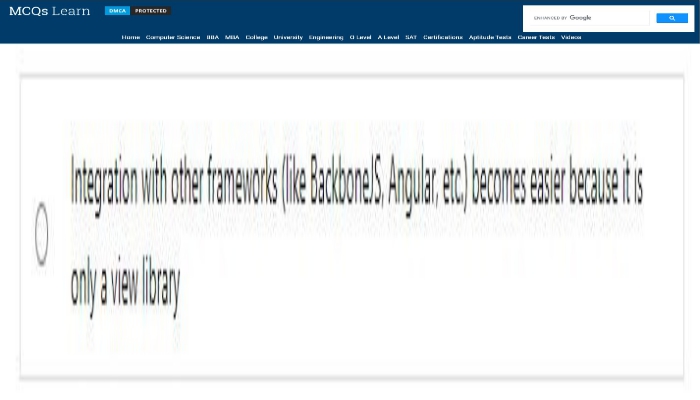 MCQs Learn
DMCA PROTECTED
ENHANCED BY Google
Home Computer Science BBA MBA College University Engineering O Level A Level SAT Certifications Aptitude Tests Career Tests Videos
Integration with other frameworks (like BackboneJS, Angular, etc.) becomes easier because it is
only a view library